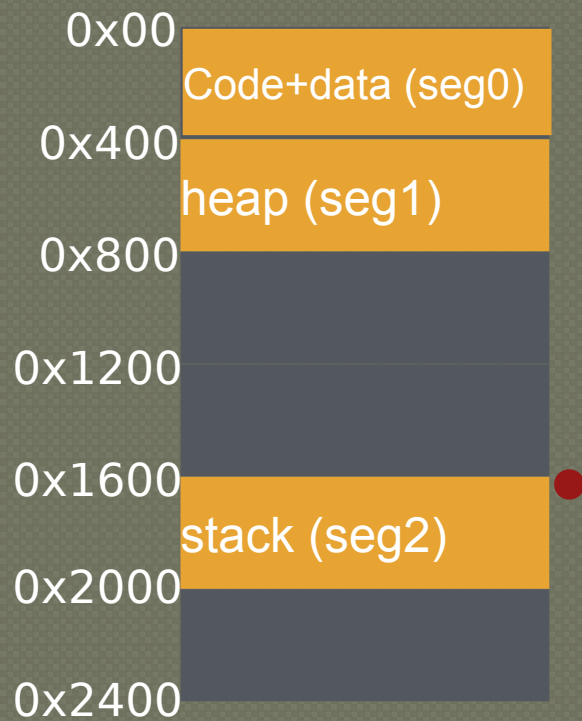 0x00
Code+data (seg0)
0x400
heap (seg1)
0x800
0x1200
0x1600
stack (seg2)
0x2000
0x2400